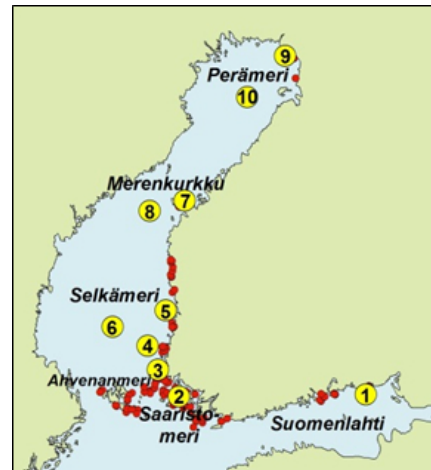 9
Perämeri
10
Merenkurkku
7
8
Selkämeri
5
6
4
3
Ahvenanmeri
2
1
Saaristo-
meri
Suomenlahti